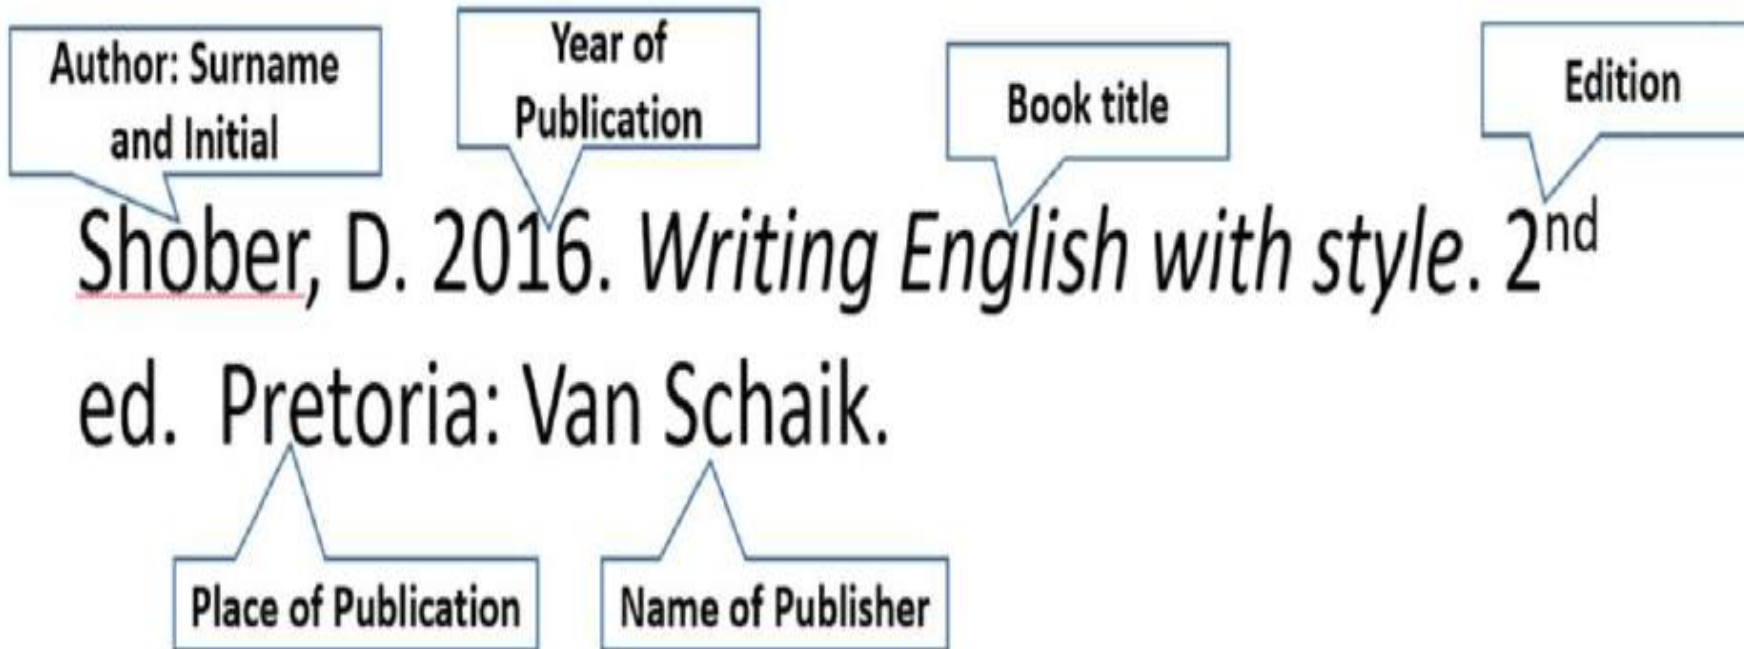 Author: Surname
and Initial
Year of
Publication
Book title
Edition
Shober, D. 2016. Writing English with style. 2nd
ed. Pretoria: Van Schaik.
Place of Publication
Name of Publisher